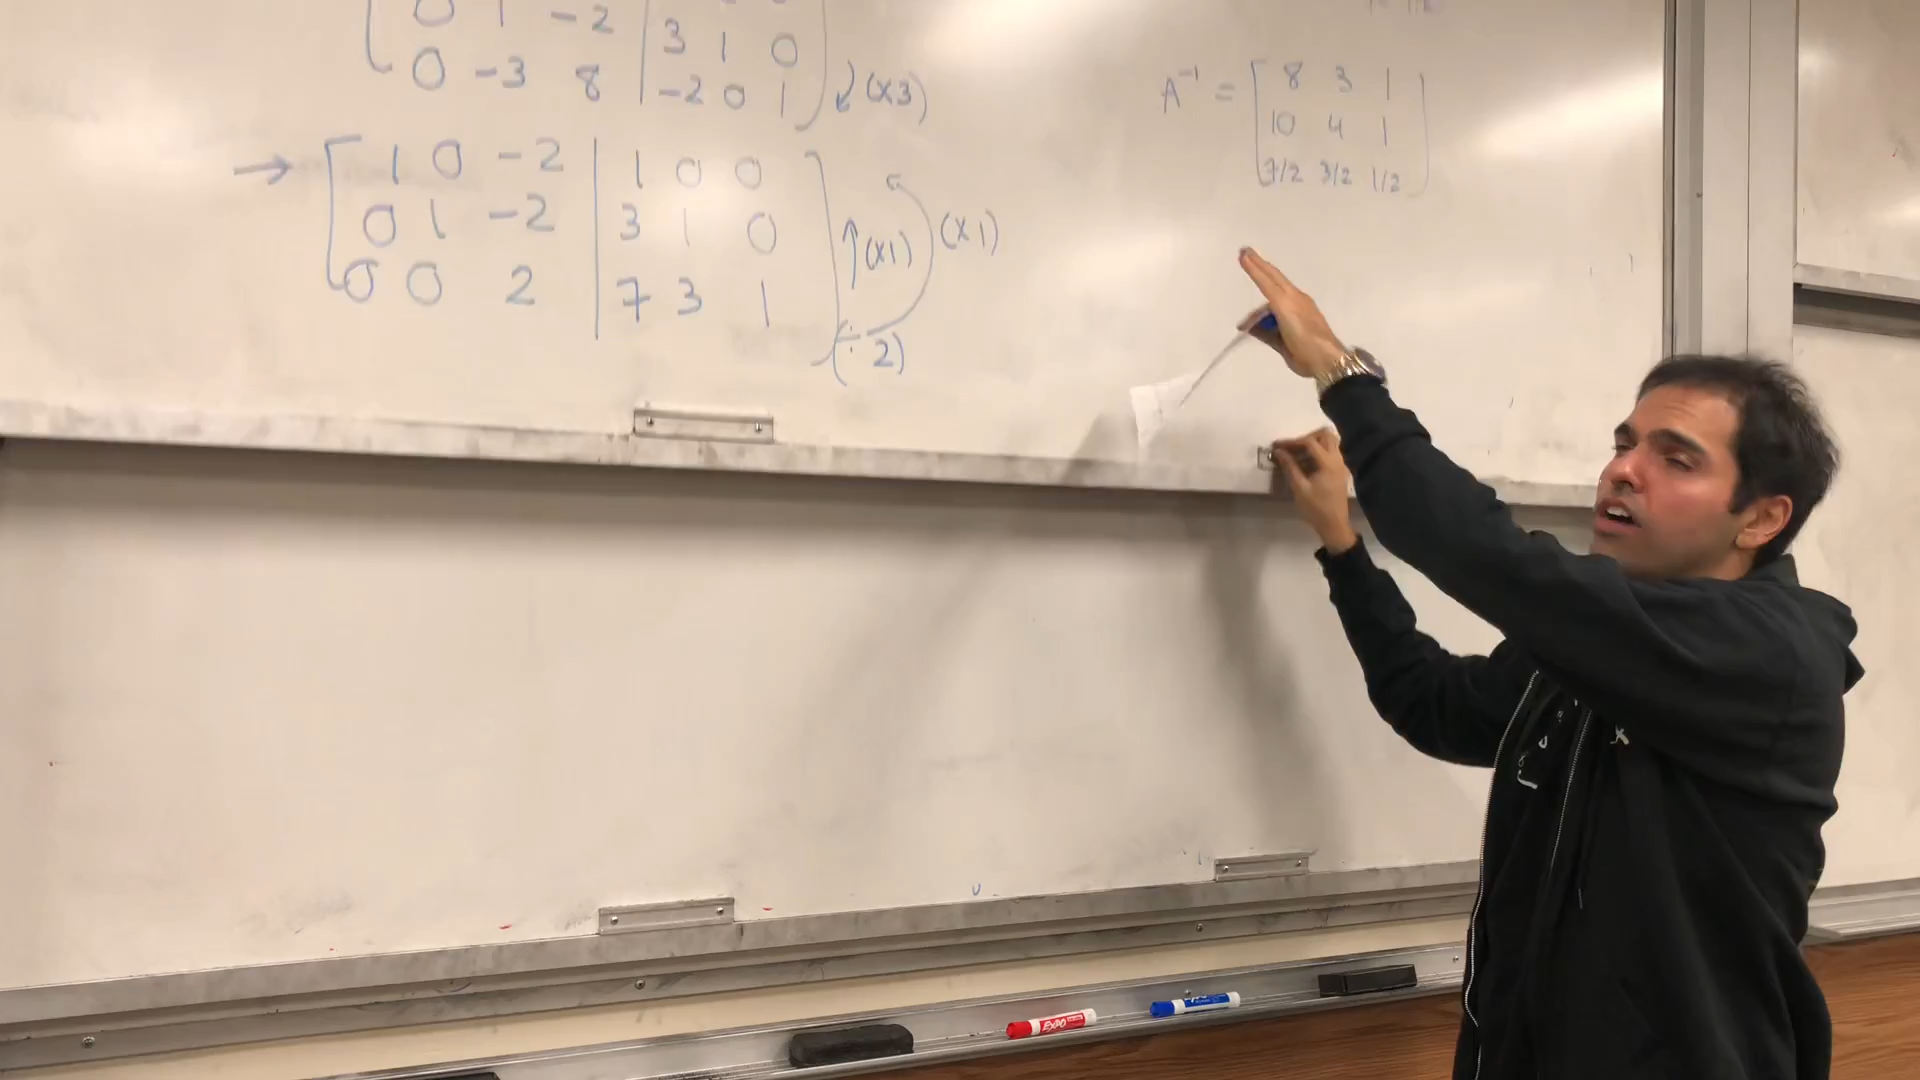 0 1 -2 | 3 1 0
0 -3 8 | -2 0 1 (x3)
→ 1 0 -2 | 1 0 0
0 1 -2 | 3 1 0 ↑(x1) (x1)
0 0 2 | 7 3 1
(÷2)
A⁻¹ = 8 3 1
10 4 1
7/2 3/2 1/2
EXPO